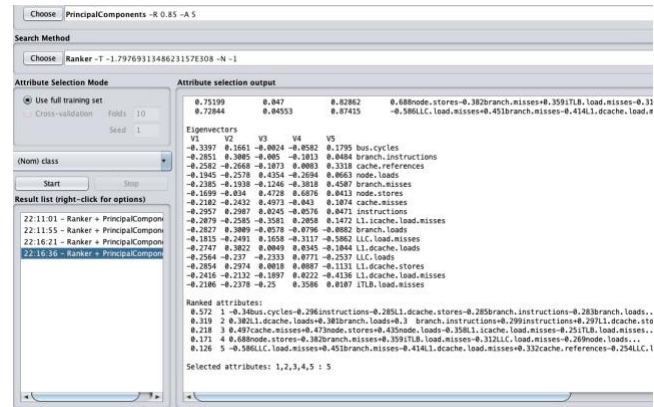 Choose PrincipalComponents -R 0.85 -A 5
Search Method
Choose Ranker -T -1.7976931348623157E308 -N -1
Attribute Selection Mode
Use full training set
Cross-validation Folds 10
Seed 1
(Nom) class
Start Stop
Result list (right-click for options)
22:11:01 - Ranker + PrincipalCompone
22:11:55 - Ranker + PrincipalCompone
22:16:21 - Ranker + PrincipalCompone
22:16:36 - Ranker + PrincipalCompone
Attribute selection output
0.75199 0.047 0.82862 0.688node.stores-0.382branch.misses+0.359iTLB.load.misses-0.31
0.72844 0.04553 0.87415 -0.586LLC.load.misses+0.451branch.misses-0.414L1.dcache.load.mis
Eigenvectors
V1 V2 V3 V4 V5
-0.3397 0.1661 -0.0024 -0.0582 0.1795 bus.cycles
-0.2851 0.3005 -0.005 -0.1013 0.0484 branch.instructions
-0.2582 -0.2668 -0.1073 0.0083 0.3318 cache.references
-0.1945 -0.2578 0.4354 -0.2694 0.0663 node.loads
-0.2385 -0.1938 -0.1246 -0.3818 0.4507 branch.misses
-0.1699 -0.034 0.4728 0.6876 0.0413 node.stores
-0.2102 -0.2432 0.4973 -0.043 0.1074 cache.misses
-0.2957 0.2987 0.0245 -0.0576 0.0471 instructions
-0.2079 -0.2585 -0.3581 0.2058 0.1472 L1.icache.load.misses
-0.2827 0.3009 -0.0578 -0.0796 -0.0882 branch.loads
-0.1815 -0.2491 0.1658 -0.3117 -0.5862 LLC.load.misses
-0.2747 0.3022 0.0049 0.0345 -0.1044 L1.dcache.loads
-0.2564 -0.237 -0.2333 0.0771 -0.2537 LLC.loads
-0.2854 0.2974 0.0018 0.0887 -0.1131 L1.dcache.stores
-0.2416 -0.2132 -0.1897 0.0222 -0.4136 L1.dcache.load.misses
-0.2106 -0.2378 -0.25 0.3586 0.0107 iTLB.load.misses
Ranked attributes:
0.572 1 -0.34bus.cycles-0.296instructions-0.285L1.dcache.stores-0.285branch.instructions-0.283branch.loads...
0.319 2 0.302L1.dcache.loads+0.301branch.loads+0.3 branch.instructions+0.299instructions+0.297L1.dcache.sto
0.218 3 0.497cache.misses+0.473node.stores+0.435node.loads-0.358L1.icache.load.misses-0.25iTLB.load.misses...
0.171 4 0.688node.stores-0.382branch.misses+0.359iTLB.load.misses-0.312LLC.load.misses-0.269node.loads...
0.126 5 -0.586LLC.load.misses+0.451branch.misses-0.414L1.dcache.load.misses+0.332cache.references-0.254LLC.l
Selected attributes: 1,2,3,4,5 : 5